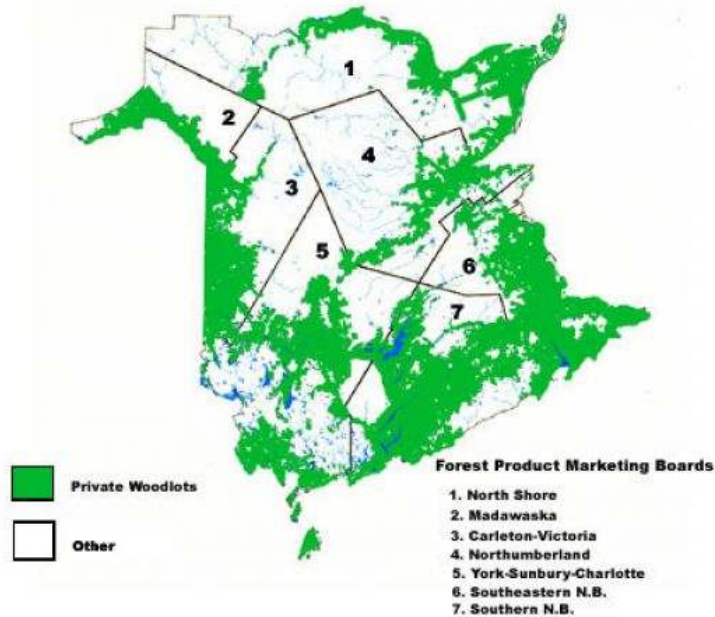 1
2
4
3
5
6
7
Private Woodlots
Other
Forest Product Marketing Boards
1. North Shore
2. Madawaska
3. Carleton-Victoria
4. Northumberland
5. York-Sunbury-Charlotte
6. Southeastern N.B.
7. Southern N.B.